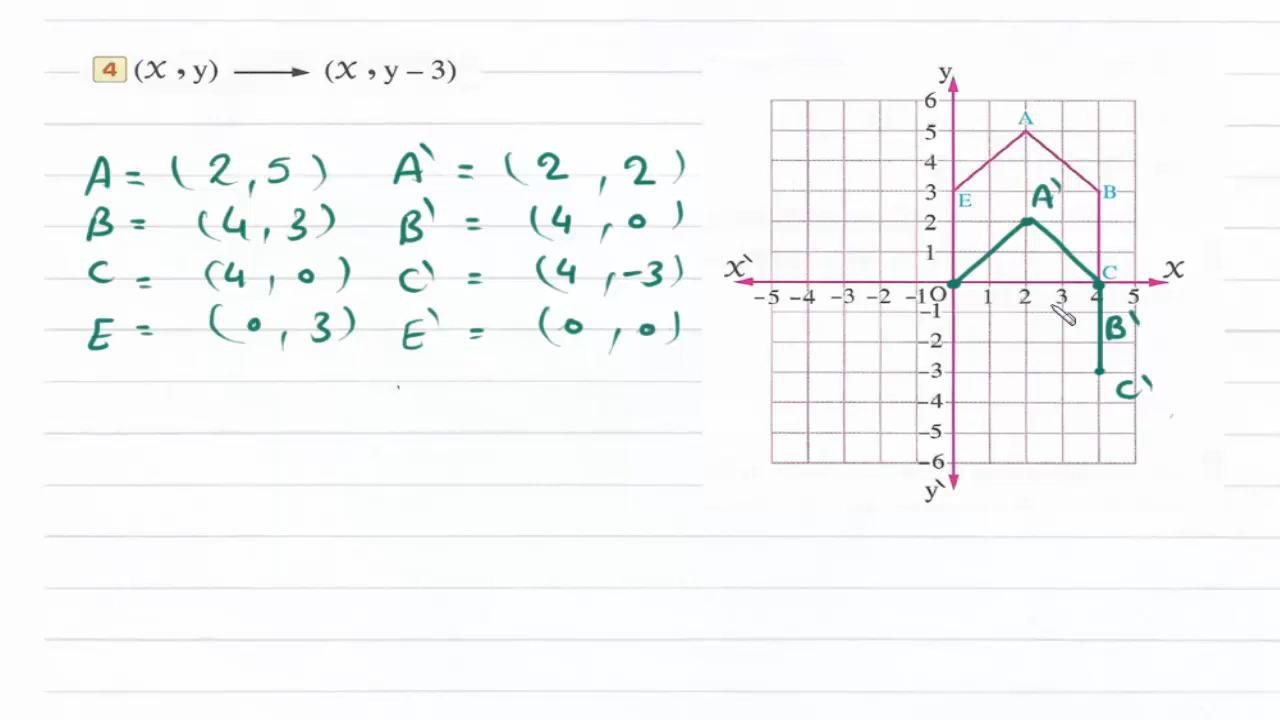 4 (x , y) ⟶ (x , y − 3)
A = ( 2 , 5 ) A` = ( 2 , 2 )
B = ( 4 , 3 ) B` = ( 4 , 0 )
C = ( 4 , 0 ) C` = ( 4 , -3 )
E = ( 0 , 3 ) E` = ( 0 , 0 )
y
6
A
5
4
3
E
B
A`
2
1
x`
C
x
−5 −4 −3 −2 −1 O 1 2 3 4 5
−1
B`
−2
−3
C`
−4
−5
−6
y`